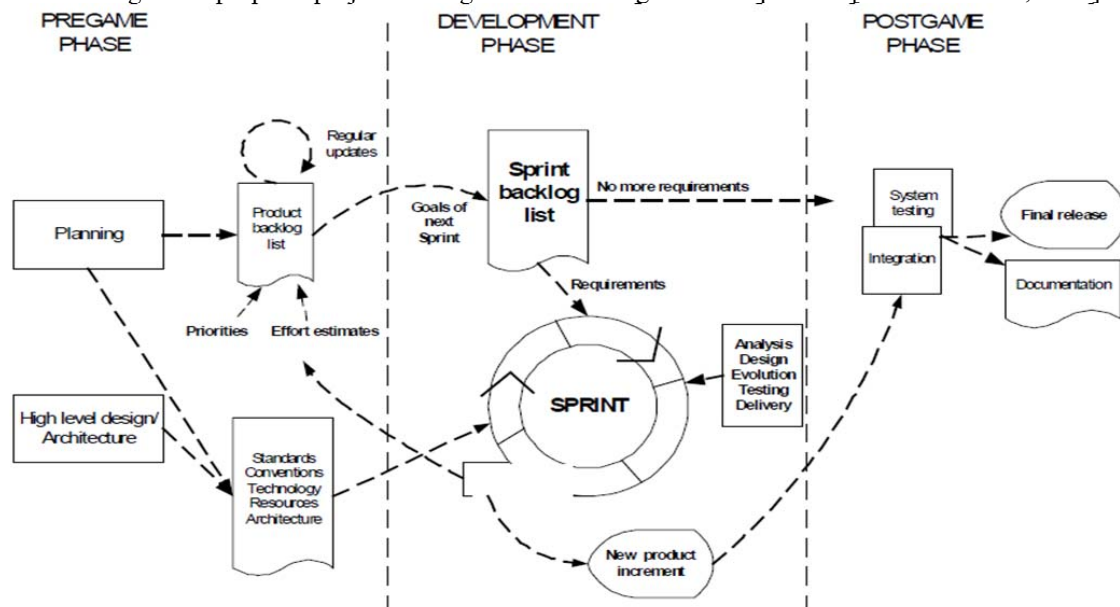 PREGAME
PHASE
DEVELOPMENT
PHASE
POSTGAME
PHASE
Regular
updates
Planning
Product
backlog
list
Goals of
next
Sprint
Sprint
backlog
list
No more requirements
System
testing
Integration
Final release
Documentation
Priorities
Effort estimates
Requirements
Analysis
Design
Evolution
Testing
Delivery
SPRINT
High level design/
Architecture
Standards
Conventions
Technology
Resources
Architecture
New product
increment